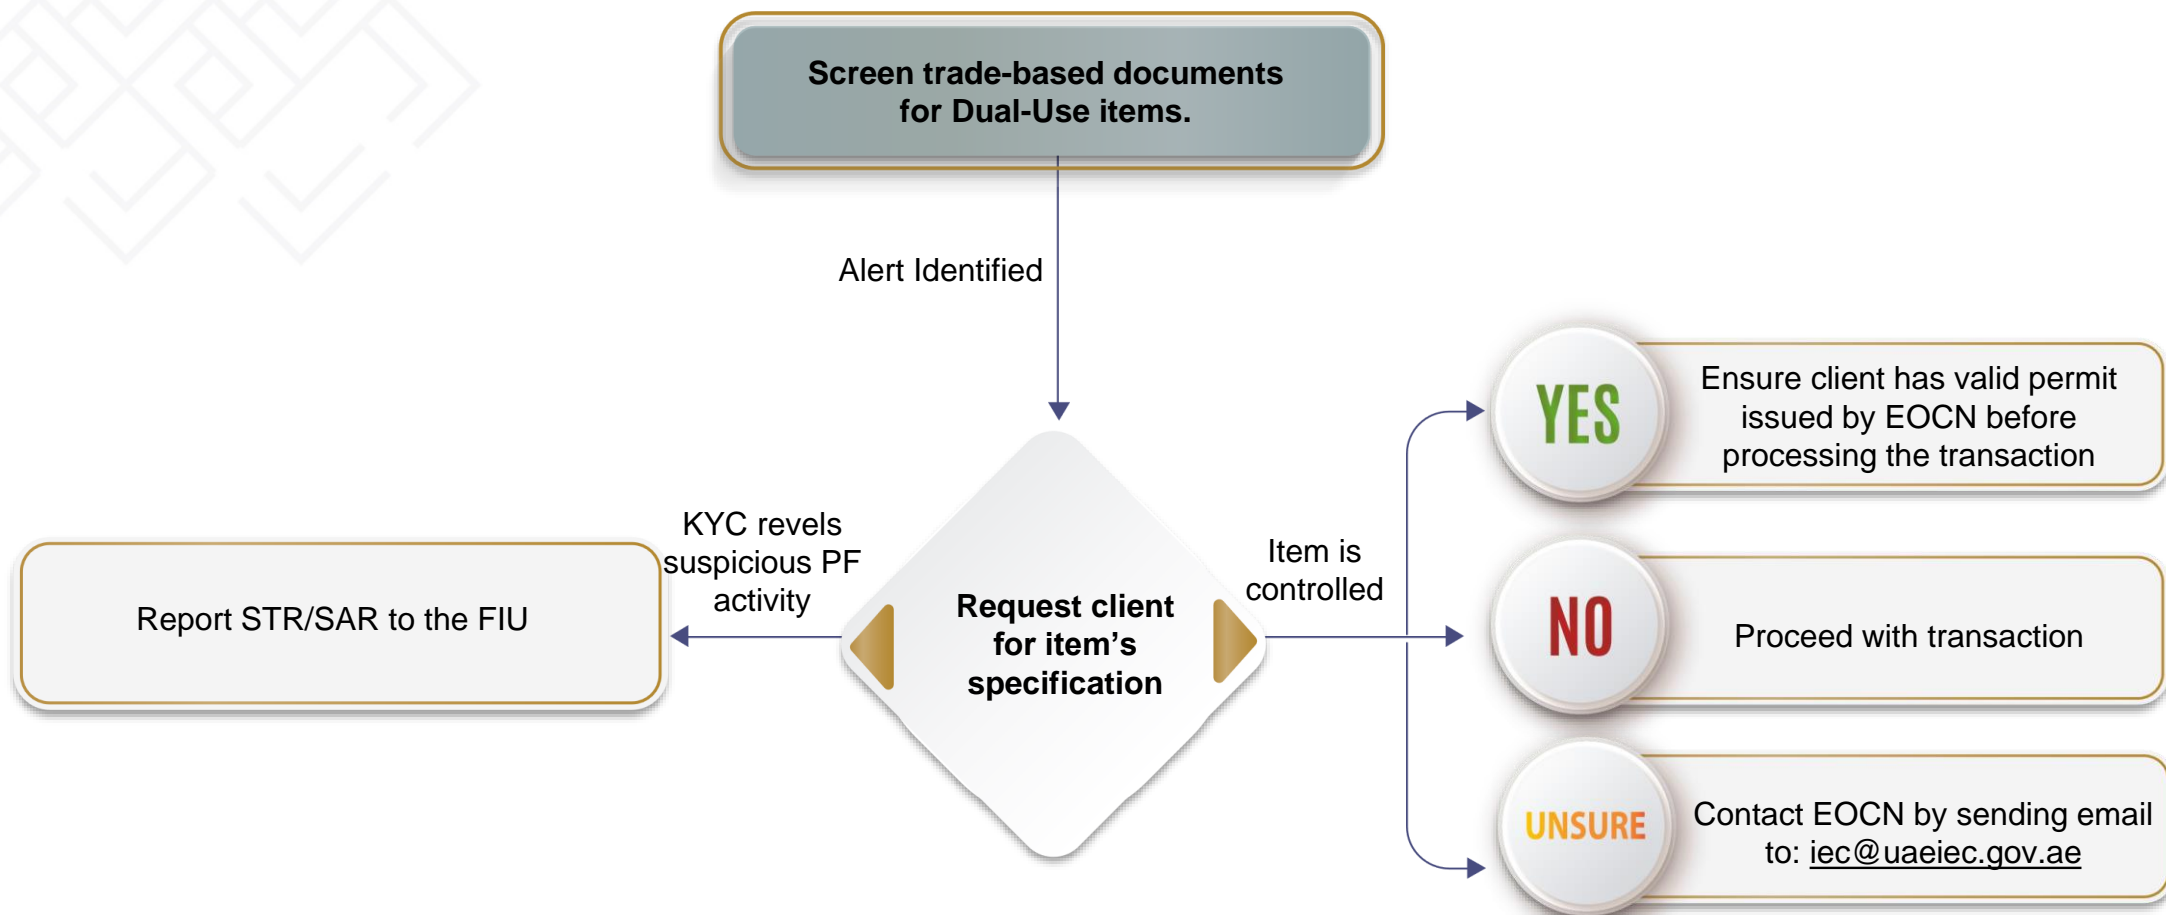 Screen trade-based documents
for Dual-Use items.
Alert Identified
YES
Ensure client has valid permit
issued by EOCN before
processing the transaction
KYC revels
suspicious PF
activity
Item is
controlled
Report STR/SAR to the FIU
Request client
for item’s
specification
NO
Proceed with transaction
UNSURE
Contact EOCN by sending email
to: iec@uaeiec.gov.ae